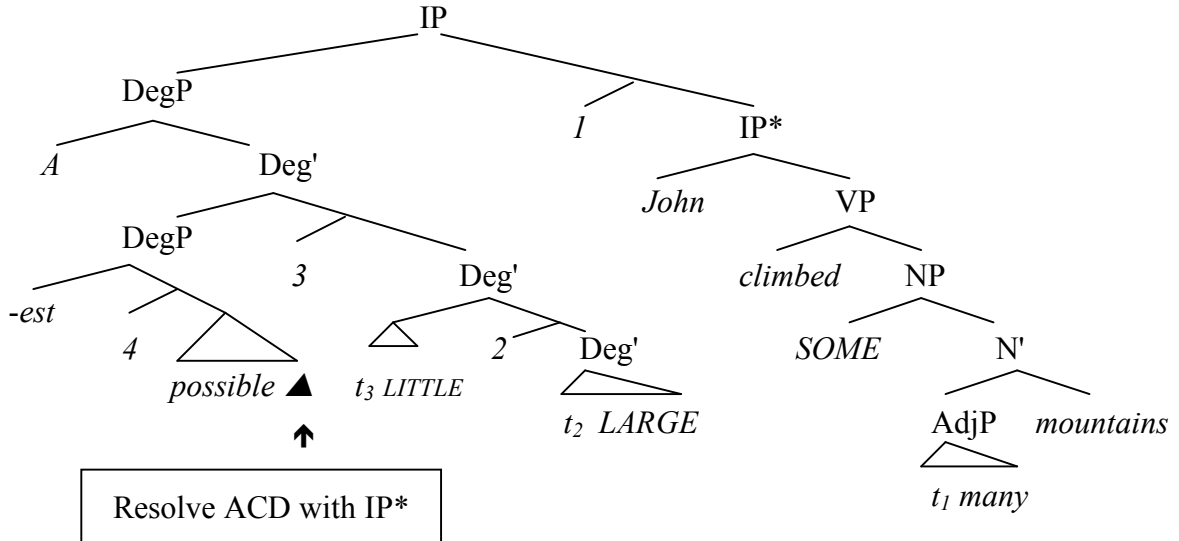 IP
DegP
A
Deg'
1
IP*
John
VP
DegP
3
Deg'
climbed
NP
-est
4
possible
t3 LITTLE
2
Deg'
SOME
N'
t2 LARGE
AdjP
mountains
t1 many
Resolve ACD with IP*